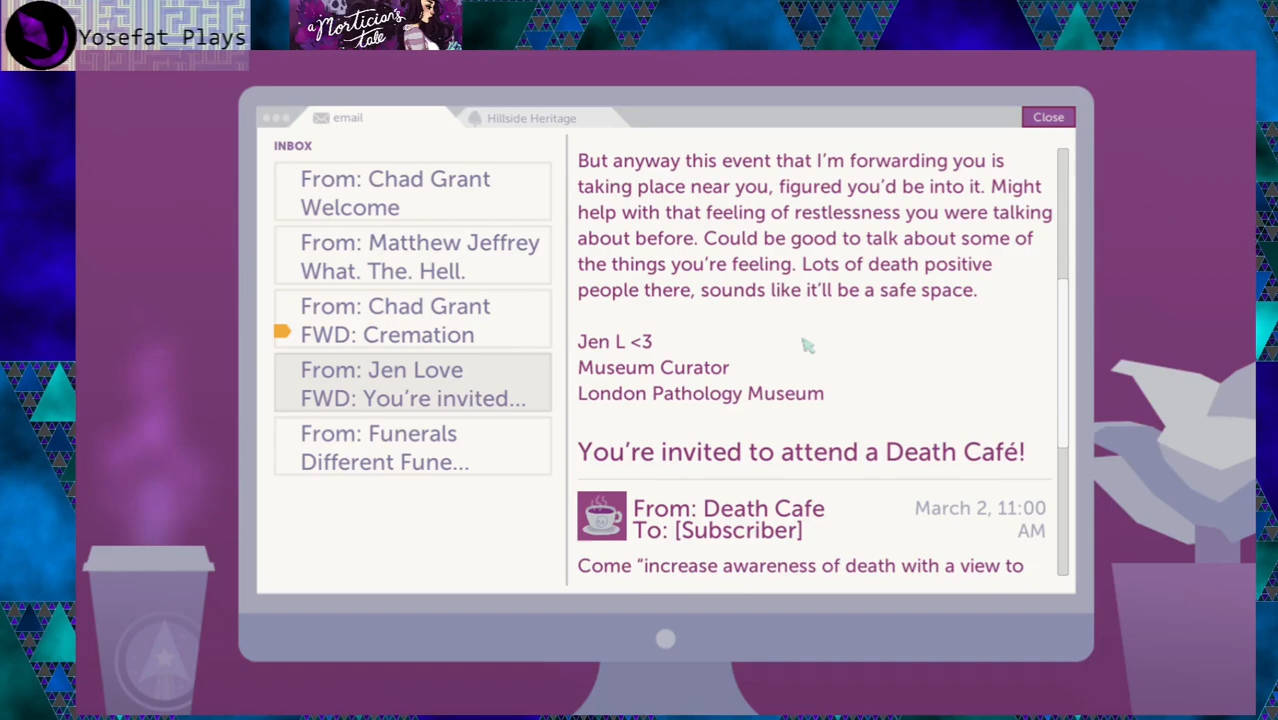 Yosefat Plays
a Mortician's
tale
email
Hillside Heritage
Close
INBOX
From: Chad Grant
Welcome
From: Matthew Jeffrey
What. The. Hell.
From: Chad Grant
FWD: Cremation
From: Jen Love
FWD: You're invited...
From: Funerals
Different Fune...
But anyway this event that I'm forwarding you is
taking place near you, figured you'd be into it. Might
help with that feeling of restlessness you were talking
about before. Could be good to talk about some of
the things you're feeling. Lots of death positive
people there, sounds like it'll be a safe space.
Jen L <3
Museum Curator
London Pathology Museum
You're invited to attend a Death Café!
From: Death Cafe
To: [Subscriber]
March 2, 11:00
AM
Come “increase awareness of death with a view to